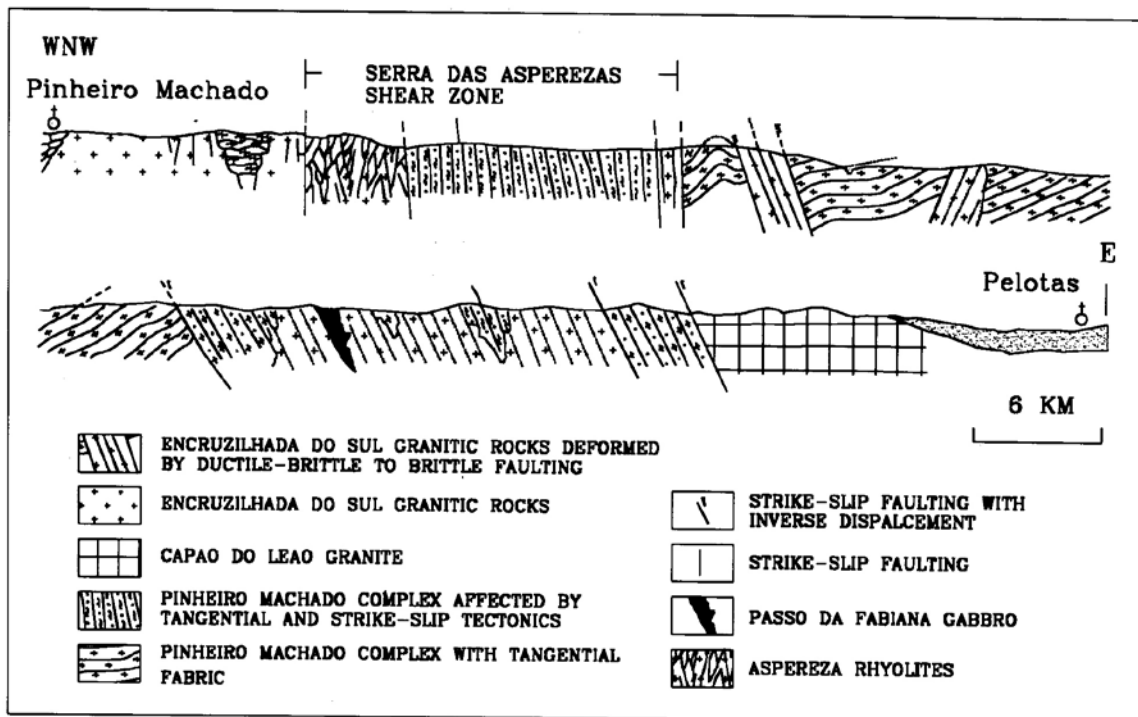 WNW
Pinheiro Machado
SERRA DAS ASPEREZAS
SHEAR ZONE
E
Pelotas
6 KM
ENCRUZILHADA DO SUL GRANITIC ROCKS DEFORMED
BY DUCTILE-BRITTLE TO BRITTLE FAULTING
ENCRUZILHADA DO SUL GRANITIC ROCKS
CAPAO DO LEAO GRANITE
PINHEIRO MACHADO COMPLEX AFFECTED BY
TANGENTIAL AND STRIKE-SLIP TECTONICS
PINHEIRO MACHADO COMPLEX WITH TANGENTIAL
FABRIC
STRIKE-SLIP FAULTING WITH
INVERSE DISPALCEMENT
STRIKE-SLIP FAULTING
PASSO DA FABIANA GABBRO
ASPEREZA RHYOLITES